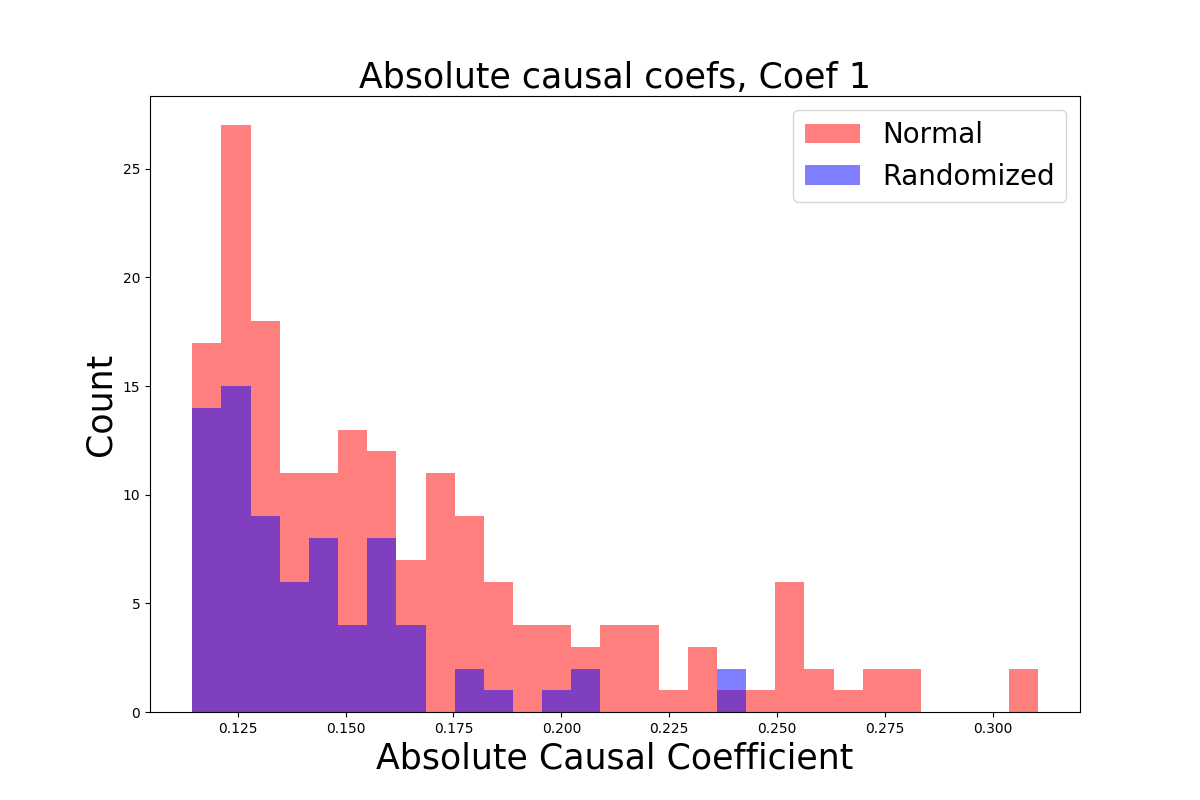 Absolute causal coefs, Coef 1
Normal
Randomized
Count
25
20
15
10
5
0
0.125 0.150 0.175 0.200 0.225 0.250 0.275 0.300
Absolute Causal Coefficient